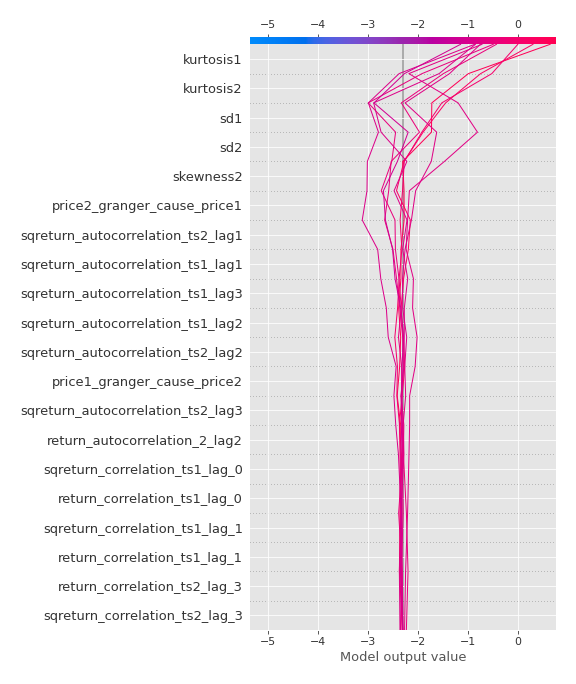 −5 −4 −3 −2 −1 0
kurtosis1
kurtosis2
sd1
sd2
skewness2
price2_granger_cause_price1
sqreturn_autocorrelation_ts2_lag1
sqreturn_autocorrelation_ts1_lag1
sqreturn_autocorrelation_ts1_lag3
sqreturn_autocorrelation_ts1_lag2
sqreturn_autocorrelation_ts2_lag2
price1_granger_cause_price2
sqreturn_autocorrelation_ts2_lag3
return_autocorrelation_2_lag2
sqreturn_correlation_ts1_lag_0
return_correlation_ts1_lag_0
sqreturn_correlation_ts1_lag_1
return_correlation_ts1_lag_1
return_correlation_ts2_lag_3
sqreturn_correlation_ts2_lag_3
−5 −4 −3 −2 −1 0
Model output value